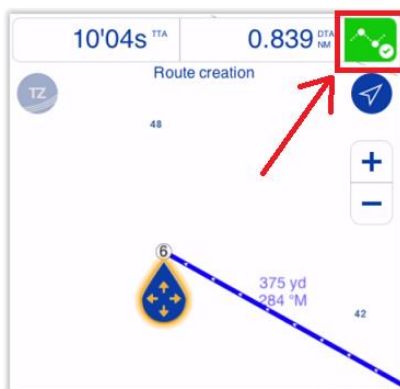 10'04s TTA 0.839 DTA NM
Route creation
TZ
48
+
−
6
375 yd
284 °M
42